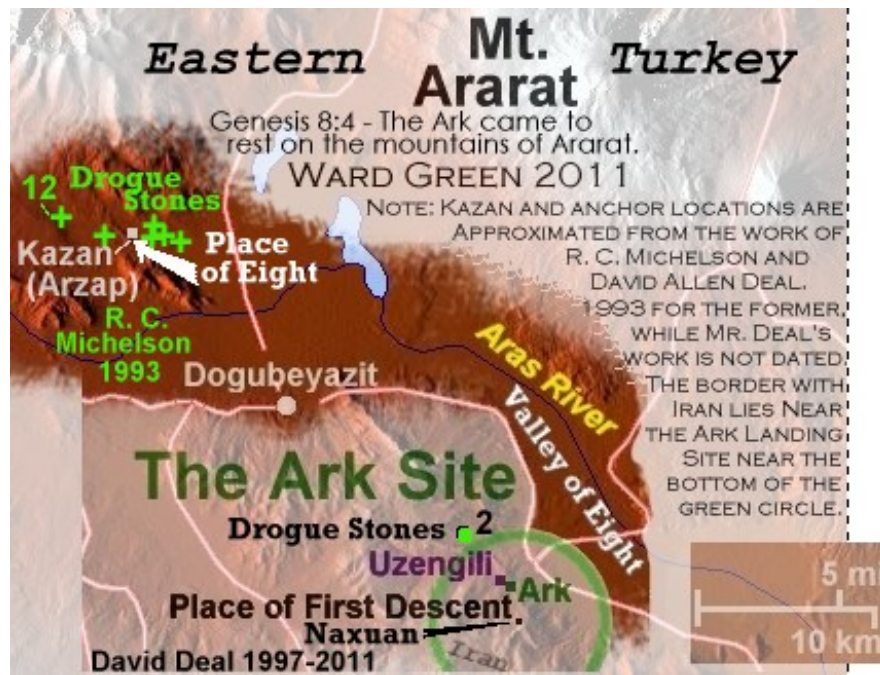 Eastern
Mt.
Ararat
Turkey
Genesis 8:4 - The Ark came to
rest on the mountains of Ararat.
WARD GREEN 2011
NOTE: KAZAN AND ANCHOR LOCATIONS ARE
APPROXIMATED FROM THE WORK OF
R. C. MICHELSON AND
DAVID ALLEN DEAL.
1993 FOR THE FORMER,
WHILE MR. DEAL'S
WORK IS NOT DATED.
THE BORDER WITH
IRAN LIES NEAR
THE ARK LANDING
SITE NEAR THE
BOTTOM OF THE
GREEN CIRCLE.
12
Drogue
Stones
Kazan
(Arzap)
Place
of Eight
R. C.
Michelson
1993
Dogubeyazit
Aras River
Valley of Eight
The Ark Site
Drogue Stones
2
Uzengili
Ark
Place of First Descent
Naxuan
Iran
David Deal 1997-2011
5 mi
10 km